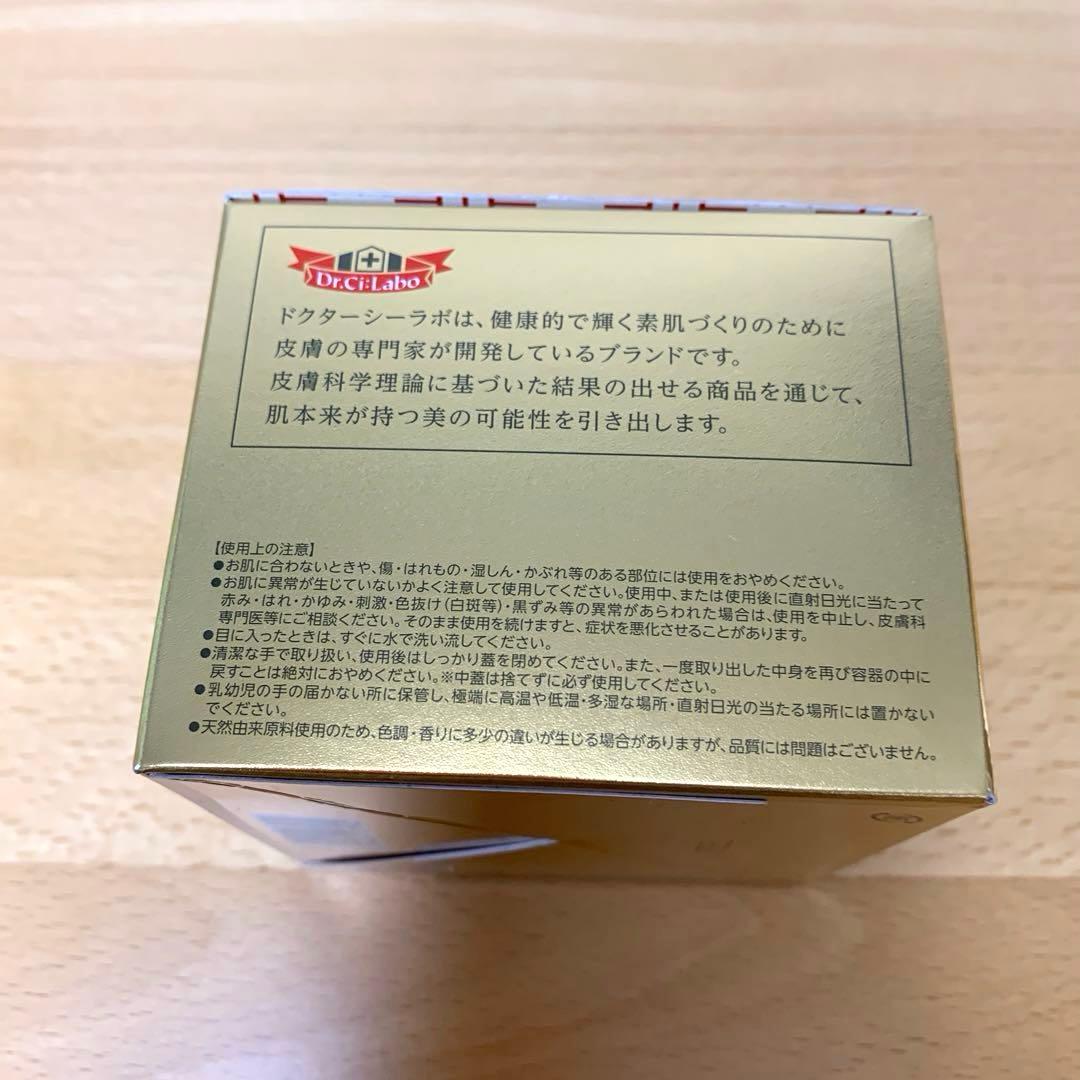 Dr.Ci:Labo
ドクターシーラボは、健康的で輝く素肌づくりのために
皮膚の専門家が開発しているブランドです。
皮膚科学理論に基づいた結果の出せる商品を通じて、
肌本来が持つ美の可能性を引き出します。
【使用上の注意】
●お肌に合わないときや、傷・はれもの・湿しん・かぶれ等のある部位には使用をおやめください。
●お肌に異常が生じていないかよく注意して使用してください。使用中、または使用後に直射日光に当たって
赤み・はれ・かゆみ・刺激・色抜け(白斑等)・黒ずみ等の異常があらわれた場合は、使用を中止し、皮膚科
専門医等にご相談ください。そのまま使用を続けますと、症状を悪化させることがあります。
●目に入ったときは、すぐに水で洗い流してください。
●清潔な手で取り扱い、使用後はしっかり蓋を閉めてください。また、一度取り出した中身を再び容器の中に
戻すことは絶対におやめください。※中蓋は捨てずに必ず使用してください。
●乳幼児の手の届かない所に保管し、極端に高温や低温・多湿な場所・直射日光の当たる場所には置かない
でください。
●天然由来原料使用のため、色調・香りに多少の違いが生じる場合がありますが、品質には問題はございません。